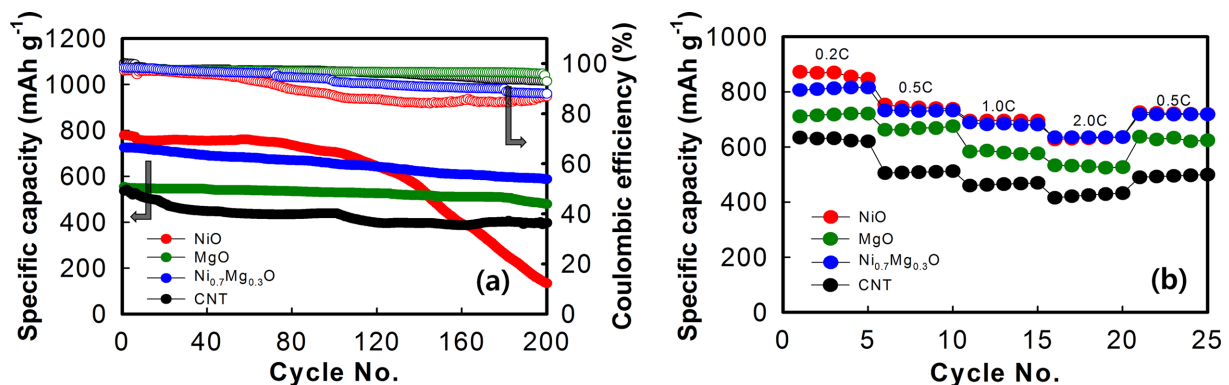 1200
1000
800
600
400
200
0
Specific capacity (mAh g⁻¹)
0 40 80 120 160 200
Cycle No.
100
80
60
40
20
0
Coulombic efficiency (%)
NiO
MgO
Ni₀.₇Mg₀.₃O
CNT
(a)
1000
800
600
400
200
0
Specific capacity (mAh g⁻¹)
0 5 10 15 20 25
Cycle No.
0.2C
0.5C
1.0C
2.0C
0.5C
NiO
MgO
Ni₀.₇Mg₀.₃O
CNT
(b)